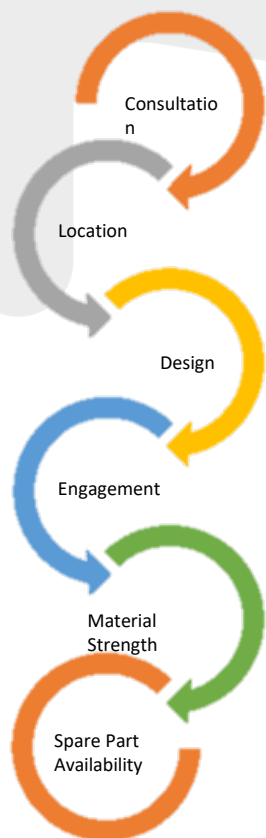 Consultatio
n
Location
Design
Engagement
Material
Strength
Spare Part
Availability